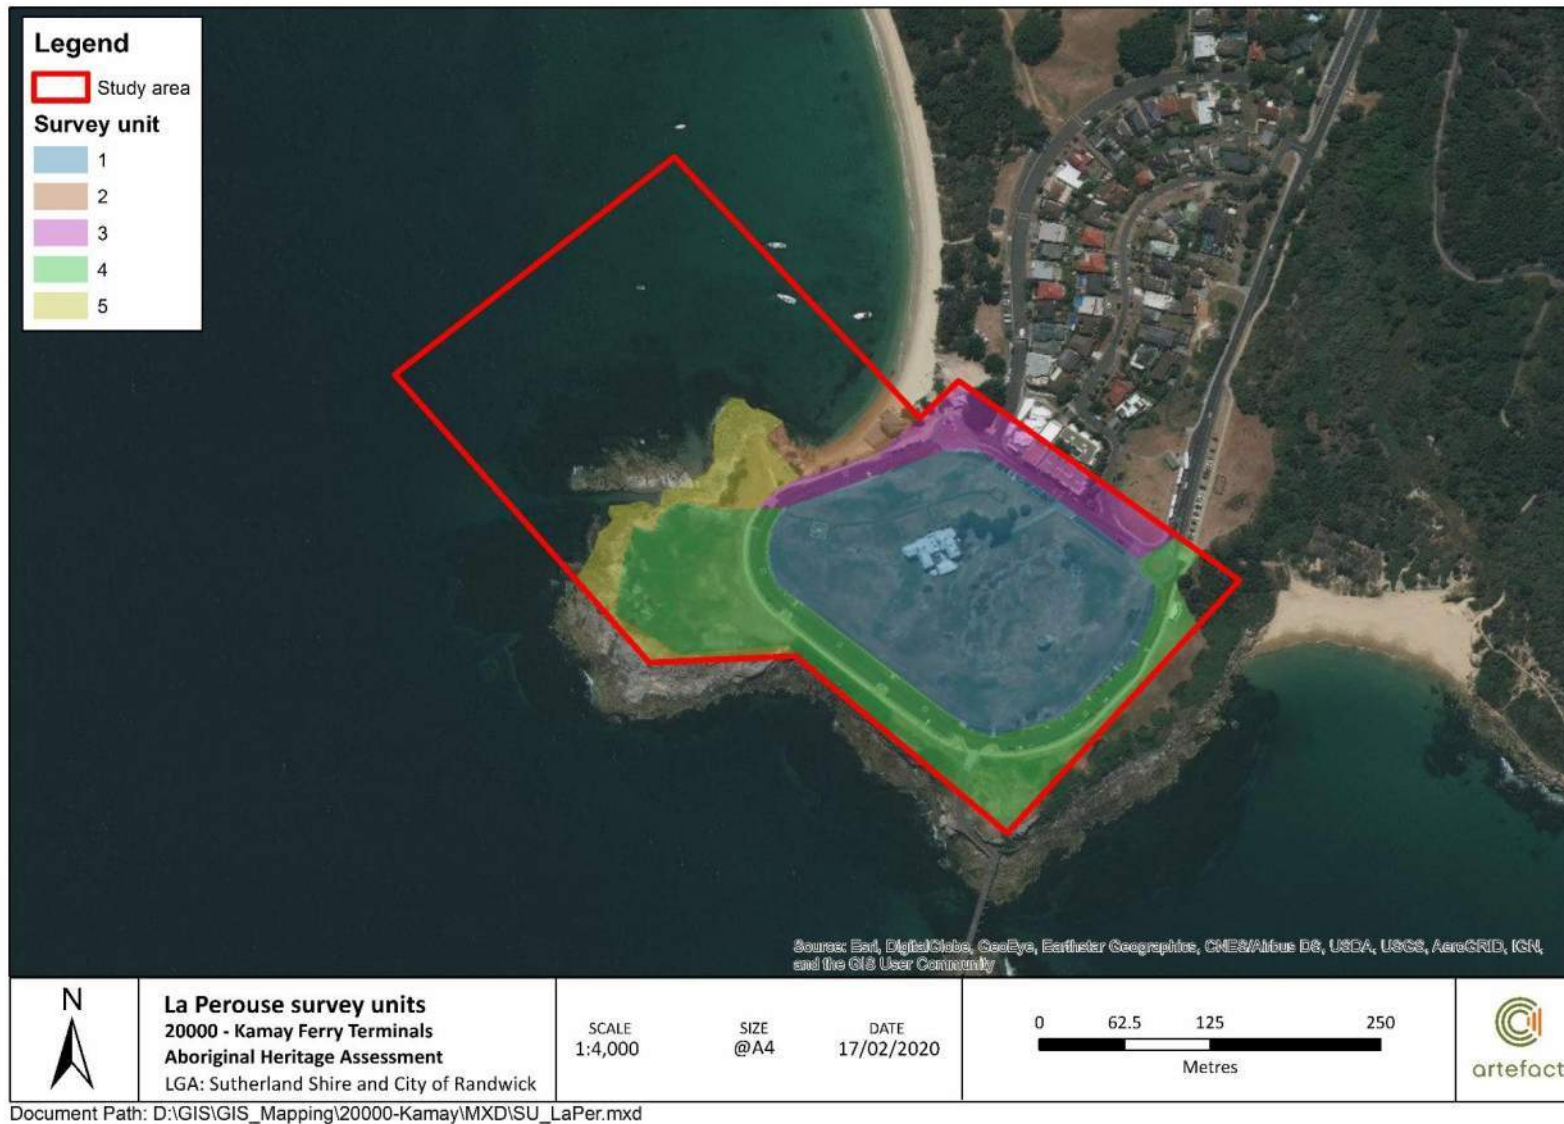 Legend
Study area
Survey unit
1
2
3
4
5
Source: Esri, DigitalGlobe, GeoEye, Earthstar Geographics, CNES/Airbus DS, USDA, USGS, AeroGRID, IGN,
and the GIS User Community
N
La Perouse survey units
20000 - Kamay Ferry Terminals
Aboriginal Heritage Assessment
LGA: Sutherland Shire and City of Randwick
SCALE
1:4,000
SIZE
@A4
DATE
17/02/2020
0 62.5 125 250
Metres
artefact
Document Path: D:\GIS\GIS_Mapping\20000-Kamay\MXD\SU_LaPer.mxd